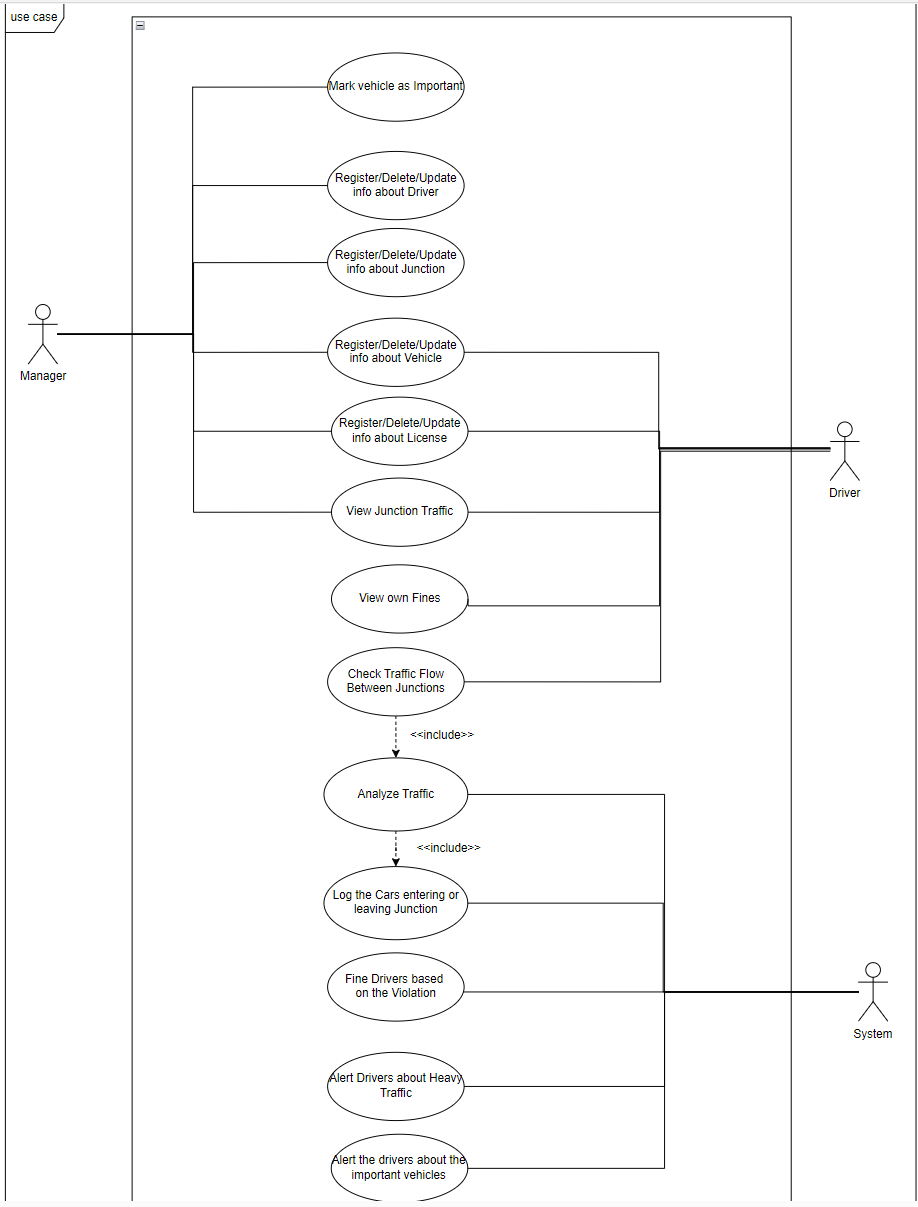 use case
Mark vehicle as Important
Register/Delete/Update
info about Driver
Register/Delete/Update
info about Junction
Register/Delete/Update
info about Vehicle
Manager
Register/Delete/Update
info about License
Driver
View Junction Traffic
View own Fines
Check Traffic Flow
Between Junctions
<<include>>
Analyze Traffic
<<include>>
Log the Cars entering or
leaving Junction
Fine Drivers based
on the Violation
System
Alert Drivers about Heavy
Traffic
Alert the drivers about the
important vehicles